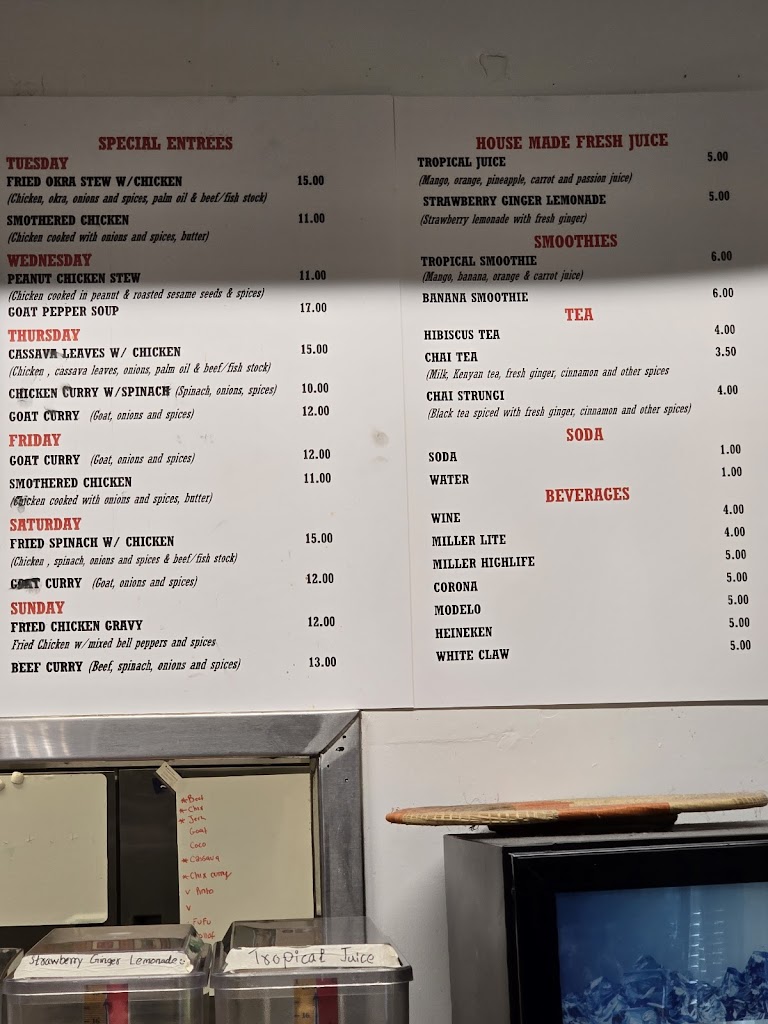 SPECIAL ENTREES
TUESDAY
FRIED OKRA STEW W/CHICKEN 15.00
(Chicken, okra, onions and spices, palm oil & beef/fish stock)
SMOTHERED CHICKEN 11.00
(Chicken cooked with onions and spices, butter)
WEDNESDAY
PEANUT CHICKEN STEW 11.00
(Chicken cooked in peanut & roasted sesame seeds & spices)
GOAT PEPPER SOUP 17.00
THURSDAY
CASSAVA LEAVES W/ CHICKEN 15.00
(Chicken , cassava leaves, onions, palm oil & beef/fish stock)
CHICKEN CURRY W/SPINACH (Spinach, onions, spices) 10.00
GOAT CURRY (Goat, onions and spices) 12.00
FRIDAY
GOAT CURRY (Goat, onions and spices) 12.00
SMOTHERED CHICKEN 11.00
(Chicken cooked with onions and spices, butter)
SATURDAY
FRIED SPINACH W/ CHICKEN 15.00
(Chicken , spinach, onions and spices & beef/fish stock)
GOAT CURRY (Goat, onions and spices) 12.00
SUNDAY
FRIED CHICKEN GRAVY 12.00
Fried Chicken w/mixed bell peppers and spices
BEEF CURRY (Beef, spinach, onions and spices) 13.00
HOUSE MADE FRESH JUICE
TROPICAL JUICE 5.00
(Mango, orange, pineapple, carrot and passion juice)
STRAWBERRY GINGER LEMONADE 5.00
(Strawberry lemonade with fresh ginger)
SMOOTHIES
TROPICAL SMOOTHIE 6.00
(Mango, banana, orange & carrot juice)
BANANA SMOOTHIE 6.00
TEA
HIBISCUS TEA 4.00
CHAI TEA 3.50
(Milk, Kenyan tea, fresh ginger, cinnamon and other spices
CHAI STRUNGI 4.00
(Black tea spiced with fresh ginger, cinnamon and other spices)
SODA
SODA 1.00
WATER 1.00
BEVERAGES
WINE 4.00
MILLER LITE 4.00
MILLER HIGHLIFE 5.00
CORONA 5.00
MODELO 5.00
HEINEKEN 5.00
WHITE CLAW 5.00
*Beef
*Chix
*Jerk
Goat
Coco
*Cassava
*Chix curry
v Pinto
v
FuFu
Strawberry Ginger Lemonade
Tropical Juice